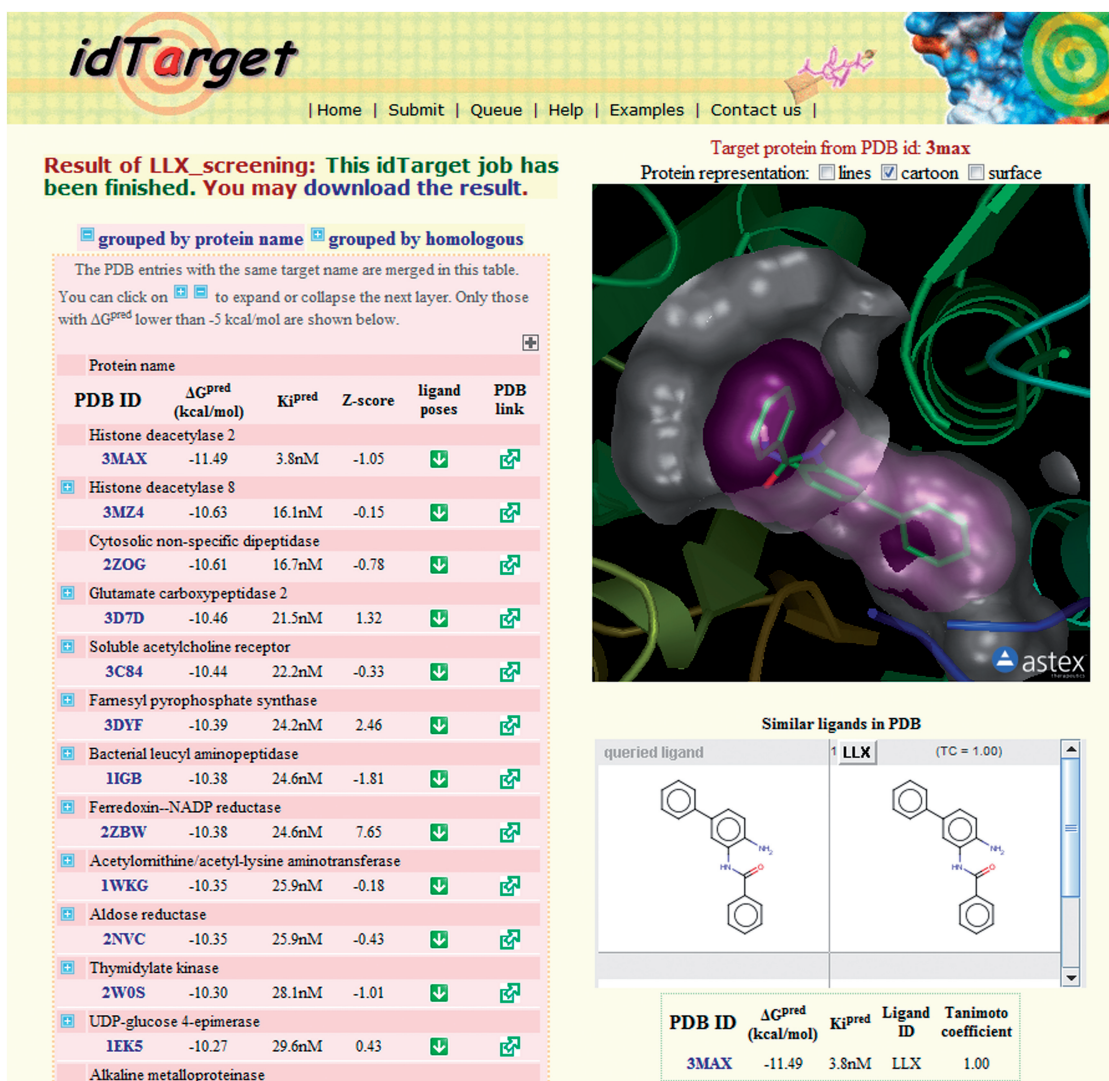 idTarget
| Home | Submit | Queue | Help | Examples | Contact us |
Result of LLX_screening: This idTarget job has
been finished. You may download the result.
grouped by protein name grouped by homologous
The PDB entries with the same target name are merged in this table.
You can click on to expand or collapse the next layer. Only those
with ΔGpred lower than -5 kcal/mol are shown below.
Protein name
PDB ID ΔGpred (kcal/mol) Kipred Z-score ligand poses PDB link
Histone deacetylase 2
3MAX -11.49 3.8nM -1.05
Histone deacetylase 8
3MZ4 -10.63 16.1nM -0.15
Cytosolic non-specific dipeptidase
2ZOG -10.61 16.7nM -0.78
Glutamate carboxypeptidase 2
3D7D -10.46 21.5nM 1.32
Soluble acetylcholine receptor
3C84 -10.44 22.2nM -0.33
Farnesyl pyrophosphate synthase
3DYF -10.39 24.2nM 2.46
Bacterial leucyl aminopeptidase
1IGB -10.38 24.6nM -1.81
Ferredoxin--NADP reductase
2ZBW -10.38 24.6nM 7.65
Acetylornithine/acetyl-lysine aminotransferase
1WKG -10.35 25.9nM -0.18
Aldose reductase
2NVC -10.35 25.9nM -0.43
Thymidylate kinase
2W0S -10.30 28.1nM -1.01
UDP-glucose 4-epimerase
1EK5 -10.27 29.6nM 0.43
Alkaline metalloproteinase
Target protein from PDB id: 3max
Protein representation: lines cartoon surface
astex
therapeutics
Similar ligands in PDB
queried ligand 1 LLX (TC = 1.00)
NH2 HN O
NH2 HN O
PDB ID ΔGpred (kcal/mol) Kipred Ligand ID Tanimoto coefficient
3MAX -11.49 3.8nM LLX 1.00